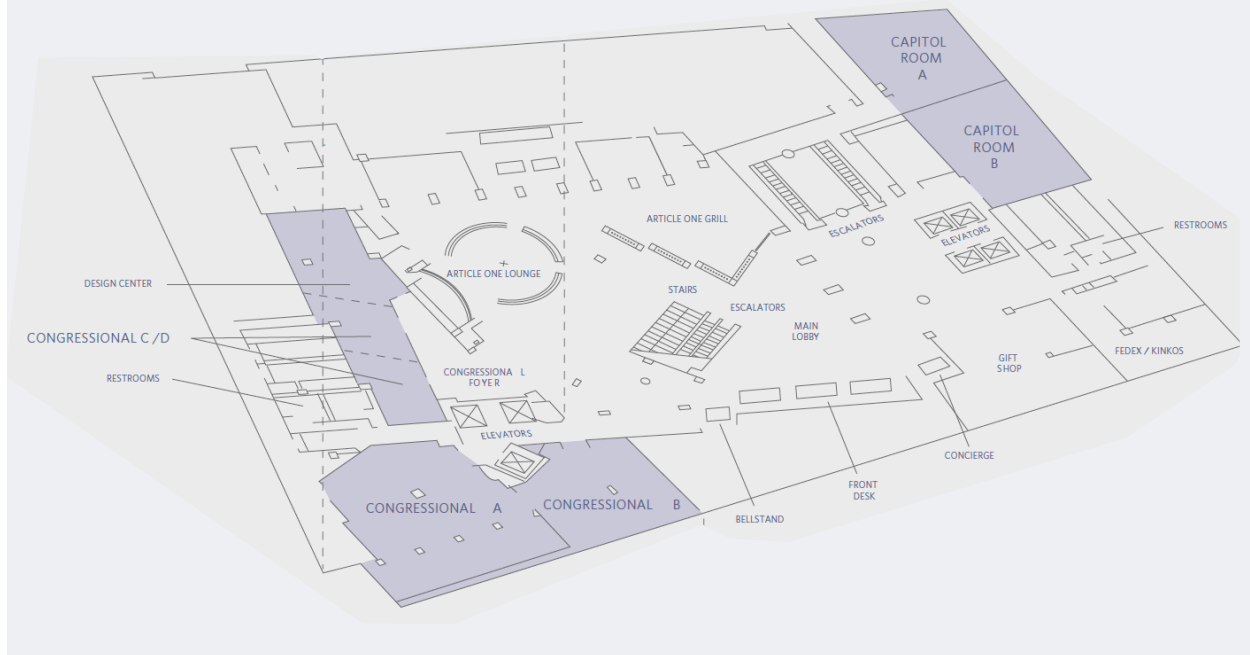 CAPITOL
ROOM
A
CAPITOL
ROOM
B
ARTICLE ONE GRILL
ESCALATORS
ELEVATORS
RESTROOMS
DESIGN CENTER
ARTICLE ONE LOUNGE
STAIRS
ESCALATORS
MAIN
LOBBY
CONGRESSIONAL C /D
RESTROOMS
CONGRESSIONA L
FOYER
GIFT
SHOP
FEDEX / KINKOS
ELEVATORS
CONCIERGE
FRONT
DESK
CONGRESSIONAL A
CONGRESSIONAL B
BELLSTAND